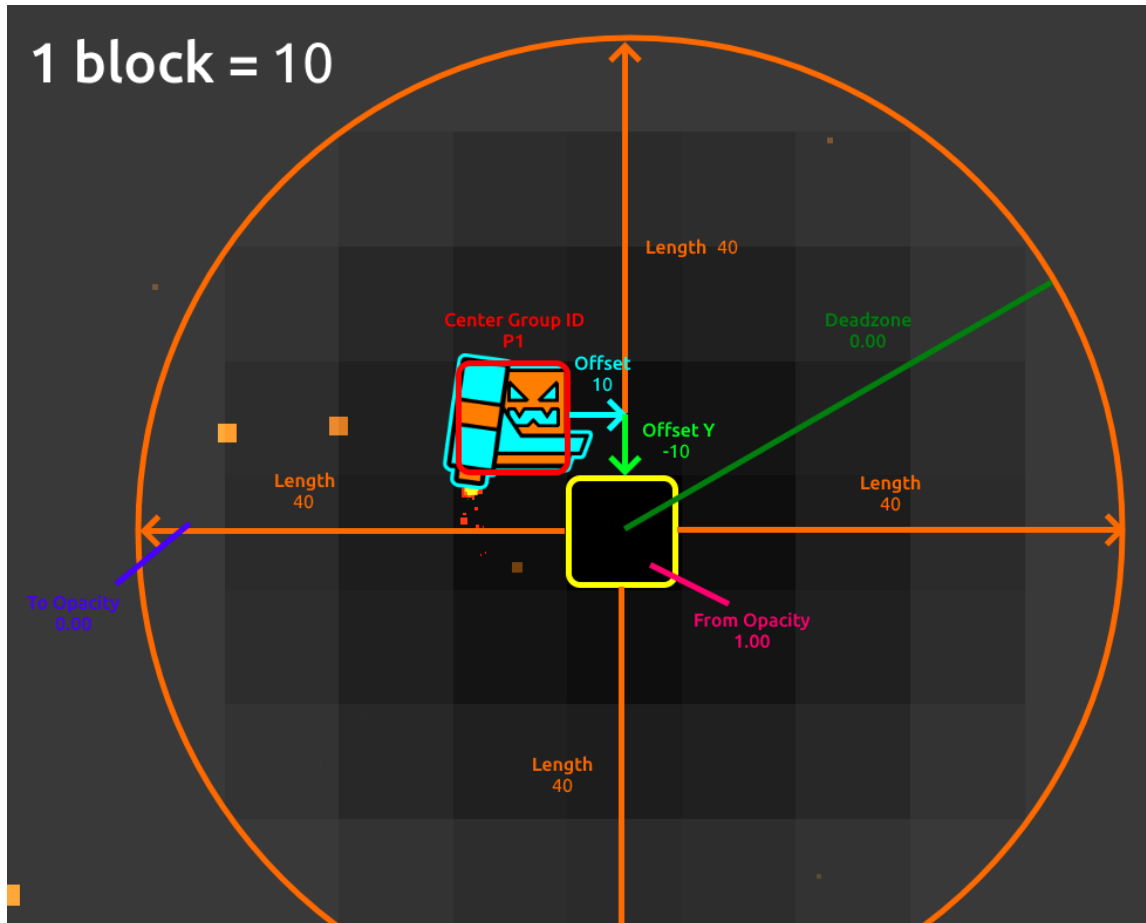 1 block = 10
Length 40
Center Group ID
P1
Deadzone
0.00
Offset
10
Offset Y
-10
Length
40
Length
40
To Opacity
0.00
From Opacity
1.00
Length
40